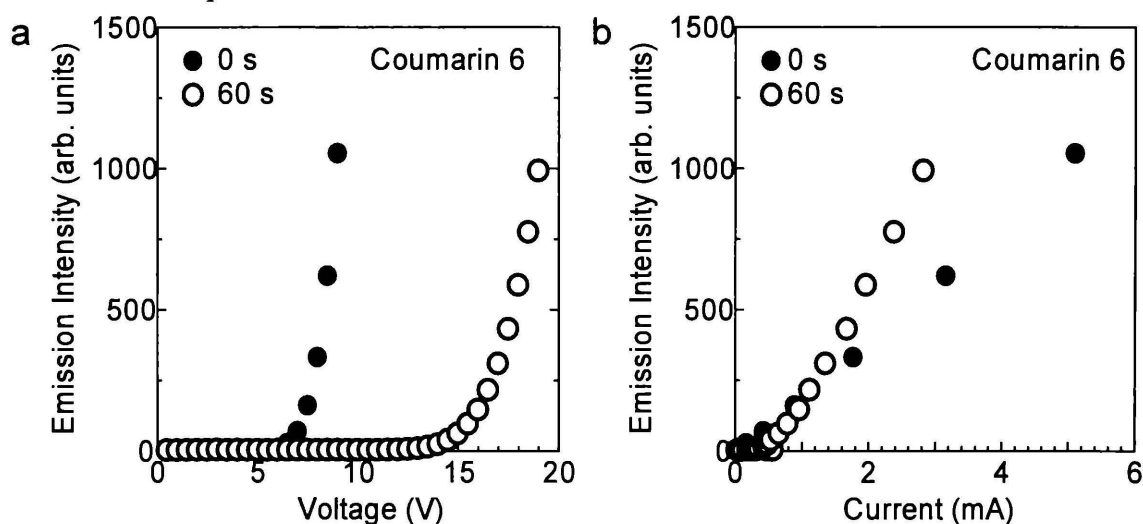 a
1500
1000
500
0
Emission Intensity (arb. units)
0 s
60 s
Coumarin 6
0
5
10
15
20
Voltage (V)
b
1500
1000
500
0
Emission Intensity (arb. units)
0 s
60 s
Coumarin 6
0
2
4
6
Current (mA)